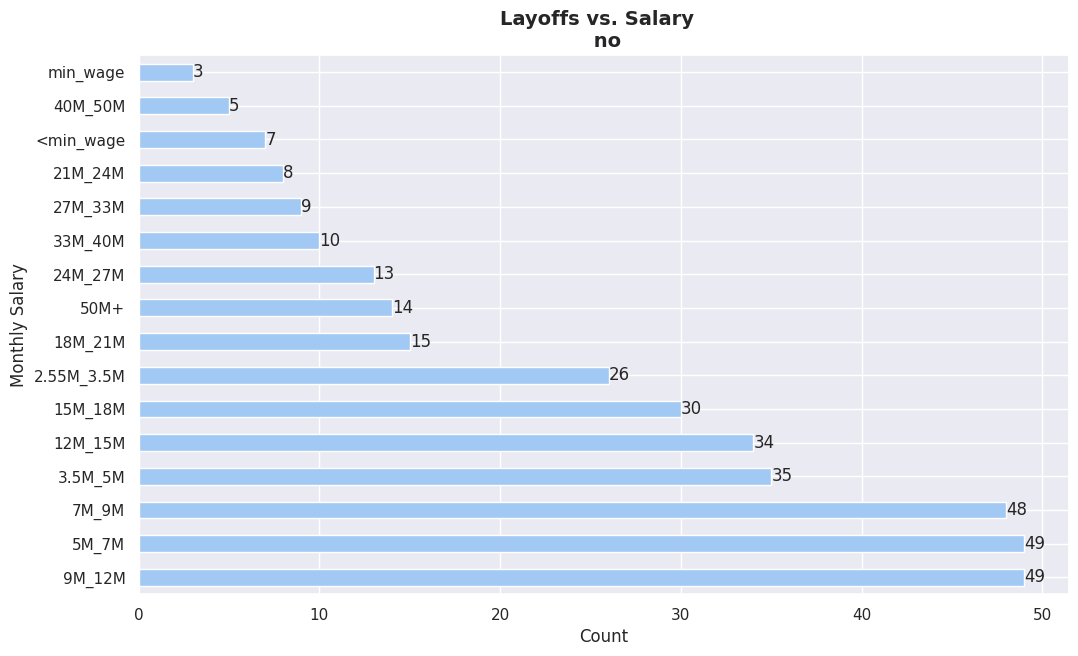 Layoffs vs. Salary
no
Monthly Salary
min_wage 3
40M_50M 5
<min_wage 7
21M_24M 8
27M_33M 9
33M_40M 10
24M_27M 13
50M+ 14
18M_21M 15
2.55M_3.5M 26
15M_18M 30
12M_15M 34
3.5M_5M 35
7M_9M 48
5M_7M 49
9M_12M 49
0 10 20 30 40 50
Count